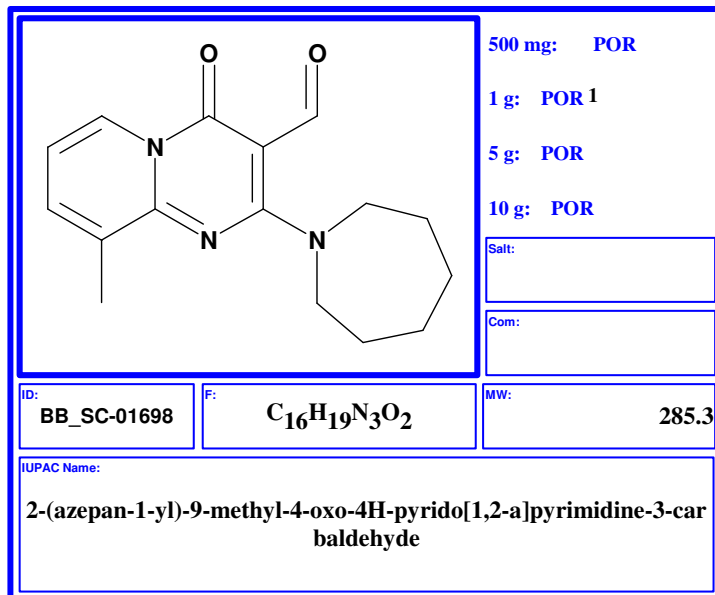 O O
N
N N
500 mg: POR
1 g: POR 1
5 g: POR
10 g: POR
Salt:
Com:
ID:
BB_SC-01698
F:
C16H19N3O2
MW:
285.3
IUPAC Name:
2-(azepan-1-yl)-9-methyl-4-oxo-4H-pyrido[1,2-a]pyrimidine-3-car
baldehyde